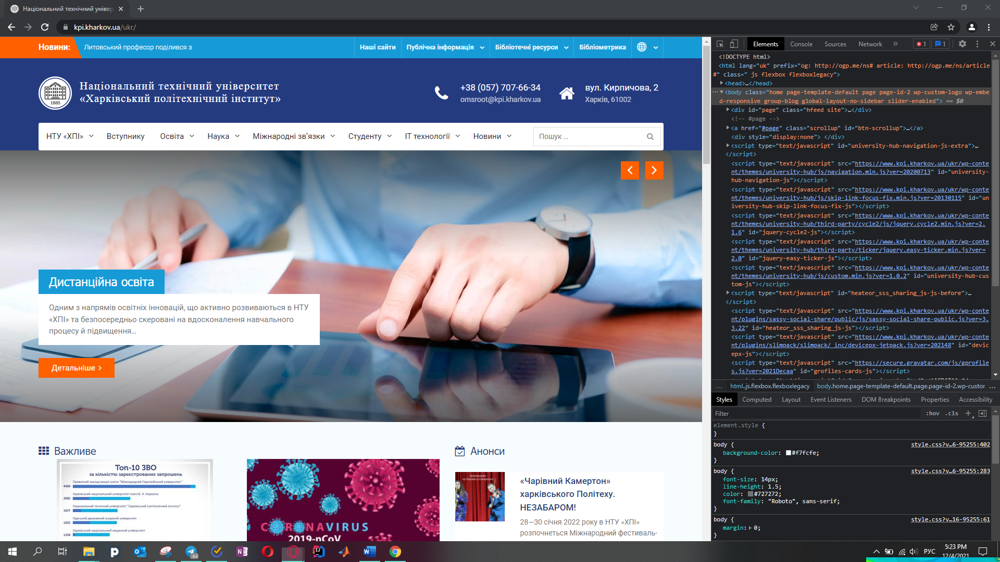 Національний технічний універ
kpi.kharkov.ua/ukr/
Новини:
Литовський професор поділився з
Наші сайти
Публічна інформація
Бібліотечні ресурси
Бібліометрика
1885
Національний технічний університет
«Харківський політехнічний інститут»
+38 (057) 707-66-34
omsroot@kpi.kharkov.ua
вул. Кирпичова, 2
Харків, 61002
НТУ «ХПІ»
Вступнику
Освіта
Наука
Міжнародні зв’язки
Студенту
ІТ технології
Новини
Пошук ...
Дистанційна освіта
Одним з напрямів освітніх інновацій, що активно розвиваються в НТУ
«ХПІ» та безпосередньо скеровані на вдосконалення навчального
процесу й підвищення...
Детальніше
Важливе
Топ-10 ЗВО
за кількістю зареєстрованих запрошень
Приватний заклад вищої освіти "Міжнародний Європейський університет"
4460
Харківський національний університет імені В. Н. Каразіна
2085
Національний технічний університет "Харківський політехнічний інститут"
1627
Одеський державний аграрний університет
1602
Харківський національний медичний університет
1338
CORONAVIRUS
2019-nCoV
Анонси
«Чарівний Камертон»
харківського Політеху.
НЕЗАБАРОМ!
28—30 січня 2022 року в НТУ «ХПІ»
розпочнеться Міжнародний фестиваль-
Elements
Console
Sources
Network
1
1
<!DOCTYPE html>
<html lang="uk" prefix="og: http://ogp.me/ns# article: http://ogp.me/ns/article
#" class=" js flexbox flexboxlegacy">
<head>…</head>
<body class="home page-template-default page page-id-2 wp-custom-logo wp-embe
d-responsive group-blog global-layout-no-sidebar slider-enabled"> == $0
<div id="page" class="hfeed site">…</div>
<!-- #page -->
<a href="#page" class="scrollup" id="btn-scrollup">…</a>
<div style="display:none"> </div>
<script type="text/javascript" id="university-hub-navigation-js-extra">…
</script>
<script type="text/javascript" src="https://www.kpi.kharkov.ua/ukr/wp-conte
nt/themes/university-hub/js/navigation.min.js?ver=20200713" id="university-
hub-navigation-js"></script>
<script type="text/javascript" src="https://www.kpi.kharkov.ua/ukr/wp-conte
nt/themes/university-hub/js/skip-link-focus-fix.min.js?ver=20130115" id="un
iversity-hub-skip-link-focus-fix-js"></script>
<script type="text/javascript" src="https://www.kpi.kharkov.ua/ukr/wp-conte
nt/themes/university-hub/third-party/cycle2/js/jquery.cycle2.min.js?ver=2.
1.6" id="jquery-cycle2-js"></script>
<script type="text/javascript" src="https://www.kpi.kharkov.ua/ukr/wp-conte
nt/themes/university-hub/third-party/ticker/jquery.easy-ticker.min.js?ver=
2.0" id="jquery-easy-ticker-js"></script>
<script type="text/javascript" src="https://www.kpi.kharkov.ua/ukr/wp-conte
nt/themes/university-hub/js/custom.min.js?ver=1.0.2" id="university-hub-cus
tom-js"></script>
<script type="text/javascript" id="heateor_sss_sharing_js-js-before">…
</script>
<script type="text/javascript" src="https://www.kpi.kharkov.ua/ukr/wp-conte
nt/plugins/sassy-social-share/public/js/sassy-social-share-public.js?ver=3.
3.22" id="heateor_sss_sharing_js-js"></script>
<script type="text/javascript" src="https://www.kpi.kharkov.ua/ukr/wp-conte
nt/plugins/slimpack/slimpack/_inc/devicepx-jetpack.js?ver=202148" id="devic
epx-js"></script>
<script type="text/javascript" src="https://secure.gravatar.com/js/gprofile
s.js?ver=2021Decaa" id="grofiles-cards-js"></script>
... html.js.flexbox.flexboxlegacy body.home.page-template-default.page.page-id-2.wp-custor ...
Styles
Computed
Layout
Event Listeners
DOM Breakpoints
Properties
Accessibility
Filter
:hov .cls
element.style {
}
body {
style.css?v…6-95255:402
background-color: #f7fcfe;
}
body {
style.css?v…6-95255:283
font-size: 14px;
line-height: 1.5;
color: #727272;
font-family: "Roboto", sans-serif;
}
body {
style.css?v…16-95255:61
margin: 0;
}
.64
РУС
5:23 PM
12/4/2021